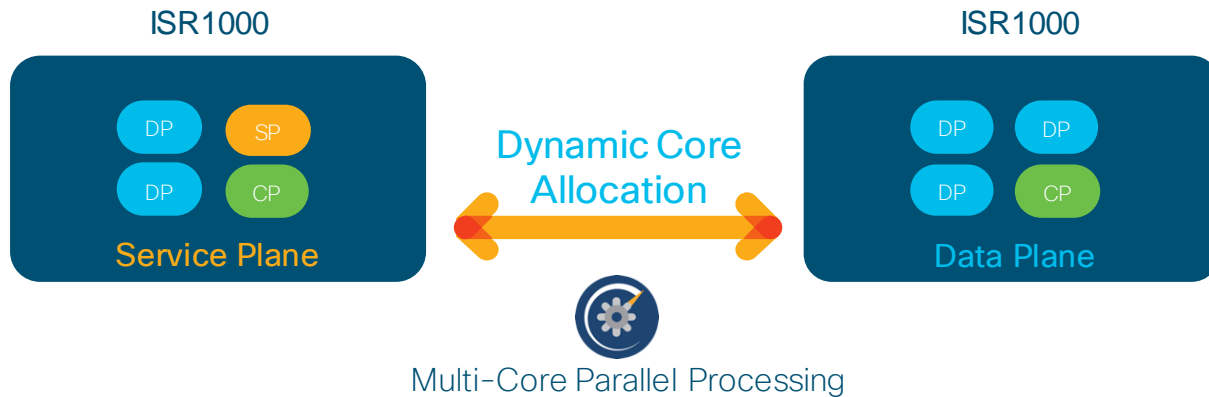 ISR1000
ISR1000
DP SP
DP CP
Service Plane
Dynamic Core
Allocation
DP DP
DP CP
Data Plane
Multi-Core Parallel Processing